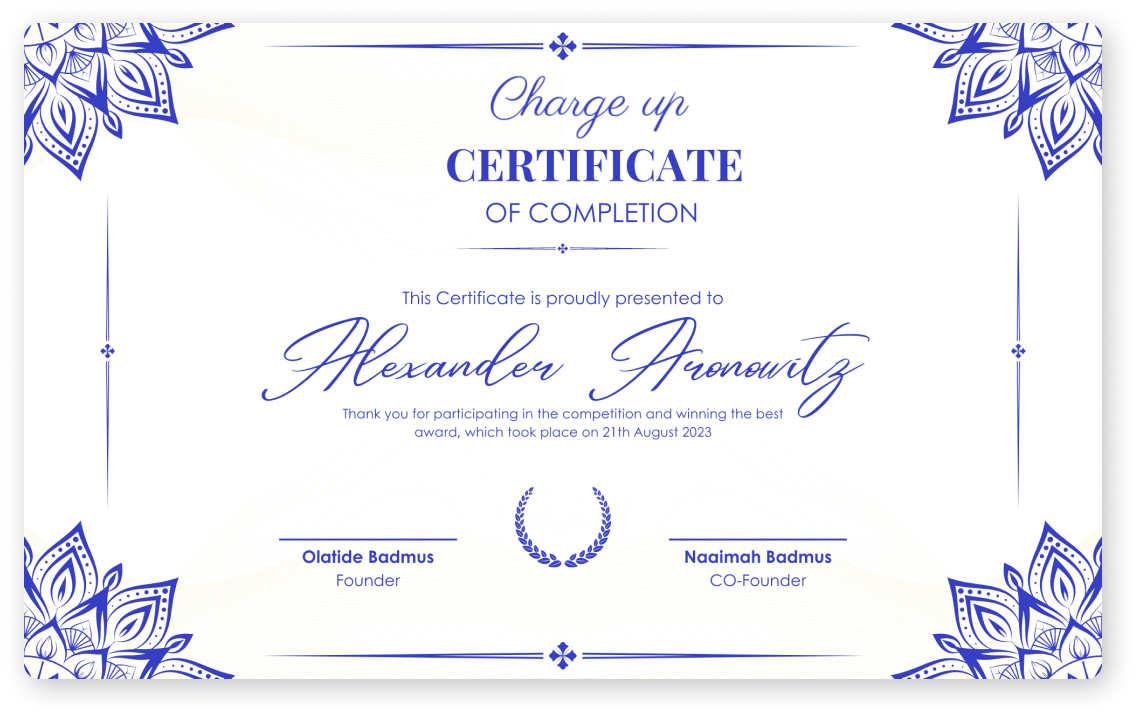 Charge up
CERTIFICATE
OF COMPLETION
This Certificate is proudly presented to
Alexander Aronowitz
Thank you for participating in the competition and winning the best
award, which took place on 21th August 2023
Olatide Badmus
Founder
Naaimah Badmus
CO-Founder